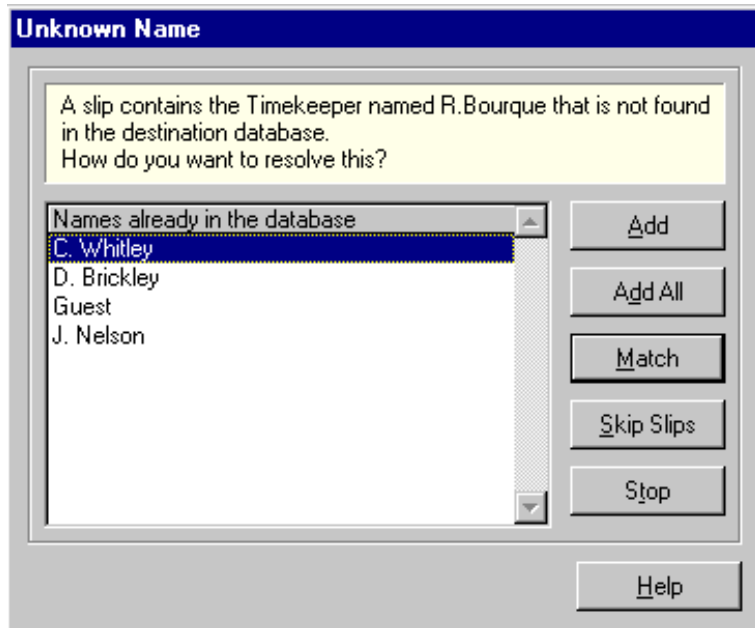 Unknown Name
A slip contains the Timekeeper named R.Bourque that is not found
in the destination database.
How do you want to resolve this?
Names already in the database
C. Whitley
D. Brickley
Guest
J. Nelson
Add
Add All
Match
Skip Slips
Stop
Help